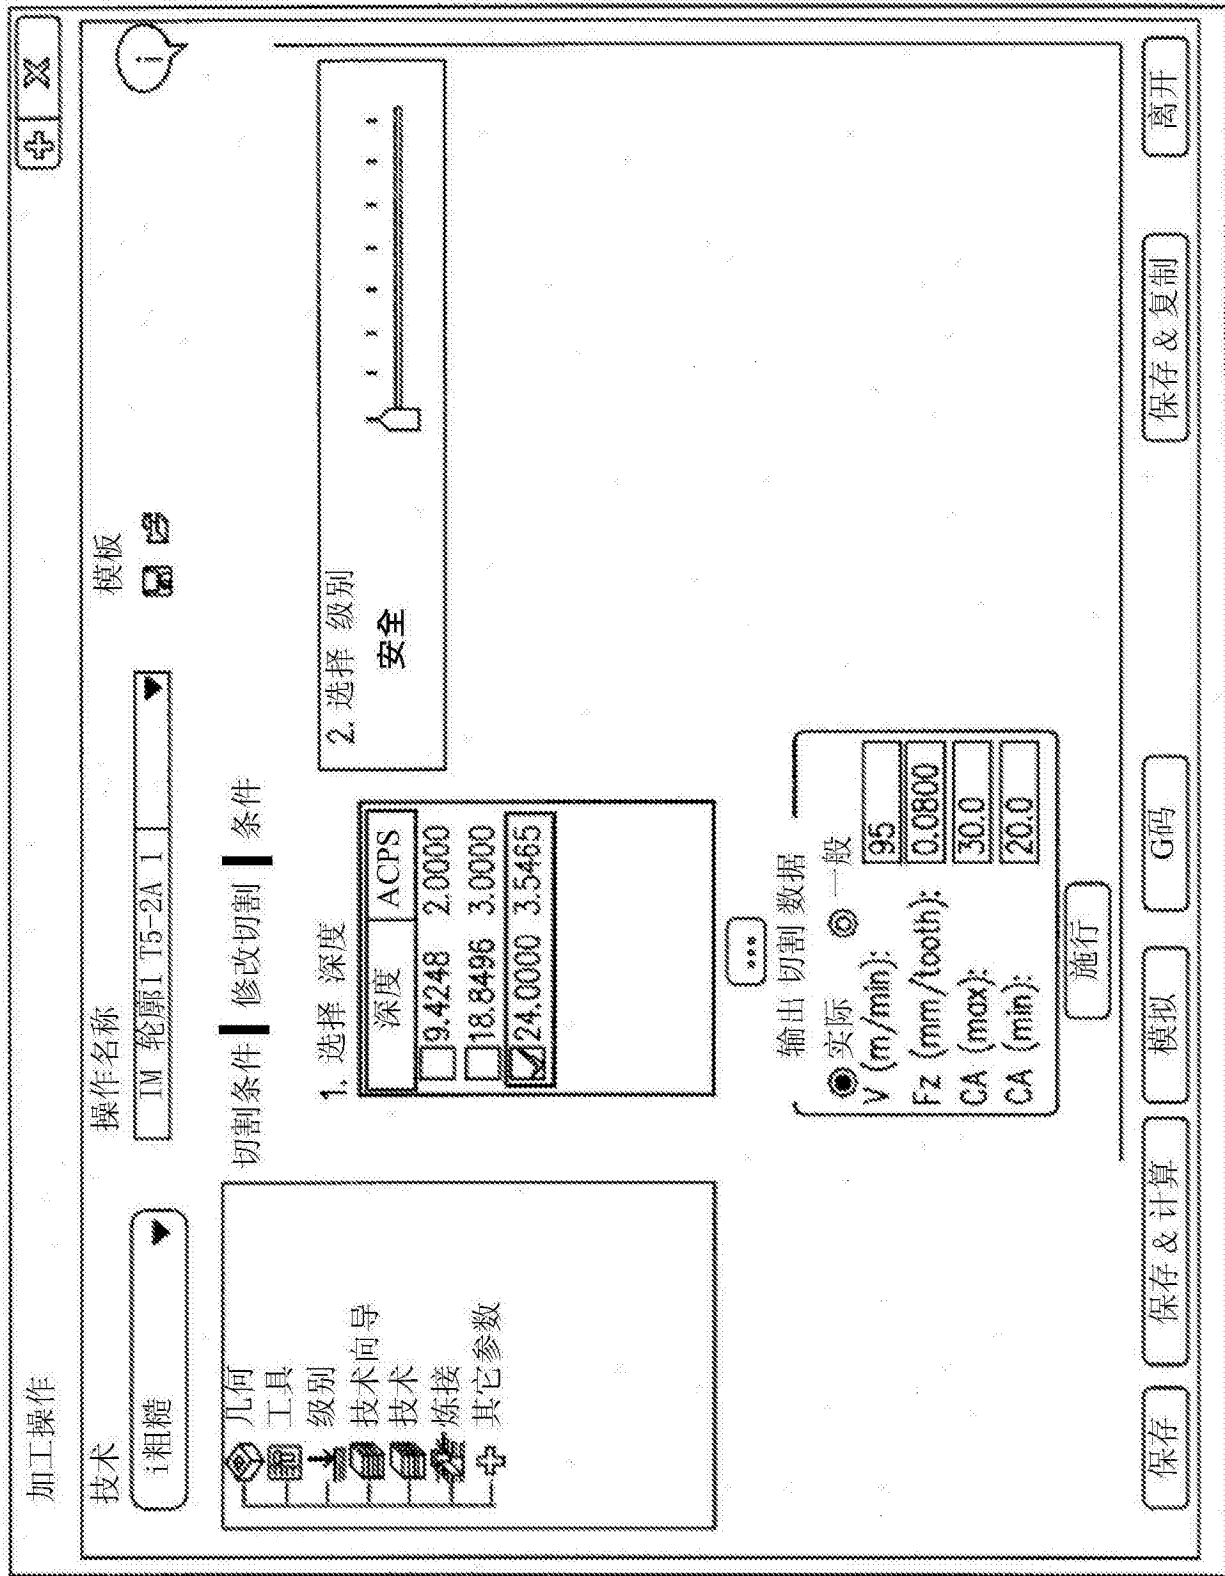 加工操作
技术
操作名称
模板
i粗糙
IM 轮廓1 T5-2A 1
i
几何
工具
级别
技术向导
技术
炼接
其它参数
切割条件 修改切割 条件
1. 选择 深度
深度 ACPS
9.4248 2.0000
18.8496 3.0000
24.0000 3.5465
...
2. 选择 级别
安全
输出 切割 数据
实际 一般
V (m/min): 95
Fz (mm/tooth): 0.0800
CA (max): 30.0
CA (min): 20.0
施行
保存
保存 & 计算
模拟
G码
保存 & 复制
离开